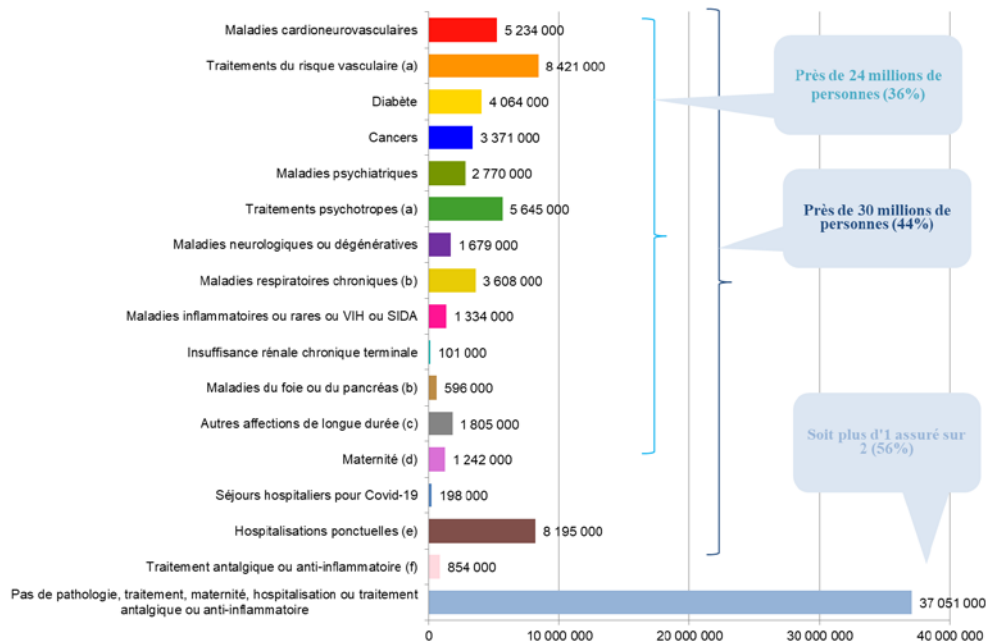 Maladies cardioneurovasculaires
5 234 000
Traitements du risque vasculaire (a)
8 421 000
Près de 24 millions de
personnes (36%)
Diabète
4 064 000
Cancers
3 371 000
Maladies psychiatriques
2 770 000
Traitements psychotropes (a)
5 645 000
Près de 30 millions de
personnes (44%)
Maladies neurologiques ou dégénératives
1 679 000
Maladies respiratoires chroniques (b)
3 608 000
Maladies inflammatoires ou rares ou VIH ou SIDA
1 334 000
Insuffisance rénale chronique terminale
101 000
Maladies du foie ou du pancréas (b)
596 000
Autres affections de longue durée (c)
1 805 000
Soit plus d'1 assuré sur
2 (56%)
Maternité (d)
1 242 000
Séjours hospitaliers pour Covid-19
198 000
Hospitalisations ponctuelles (e)
8 195 000
Traitement antalgique ou anti-inflammatoire (f)
854 000
Pas de pathologie, traitement, maternité, hospitalisation ou traitement
antalgique ou anti-inflammatoire
37 051 000
0 10 000 000 20 000 000 30 000 000 40 000 000